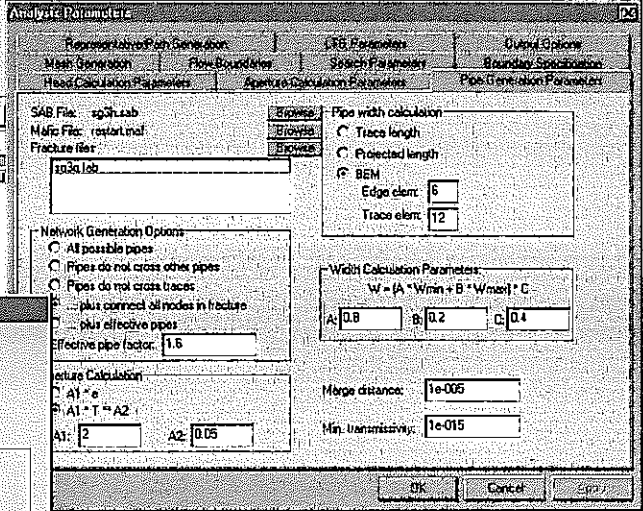 Analysis Parameters
Representative Path Generation
LTG Parameters
Output Options
Mesh Generation
Flow Boundaries
Search Parameters
Boundary Specification
Head Calculation Parameters
Aperture Calculation Parameters
Pipe Generation Parameters
SAB File: sg3h.sab
Browse
Mafic File: restart.maf
Browse
Fracture files
Browse
Network Generation Options
All possible pipes
Pipes do not cross other pipes
Pipes do not cross traces
... plus connect all nodes in fracture
... plus effective pipes
Effective pipe factor: 1.6
erture Calculation
A1 * e
A1 * T ** A2
A1: 2
A2: 0.05
Pipe width calculation
Trace length
Projected length
BEM
Edge elem: 6
Trace elem: 12
Width Calculation Parameters:
W = (A * Wmin + B * Wmax) * C
A: 0.8
B: 0.2
C: 0.4
Merge distance: 1e-005
Min. transmissivity: 1e-015
OK
Cancel
Apply